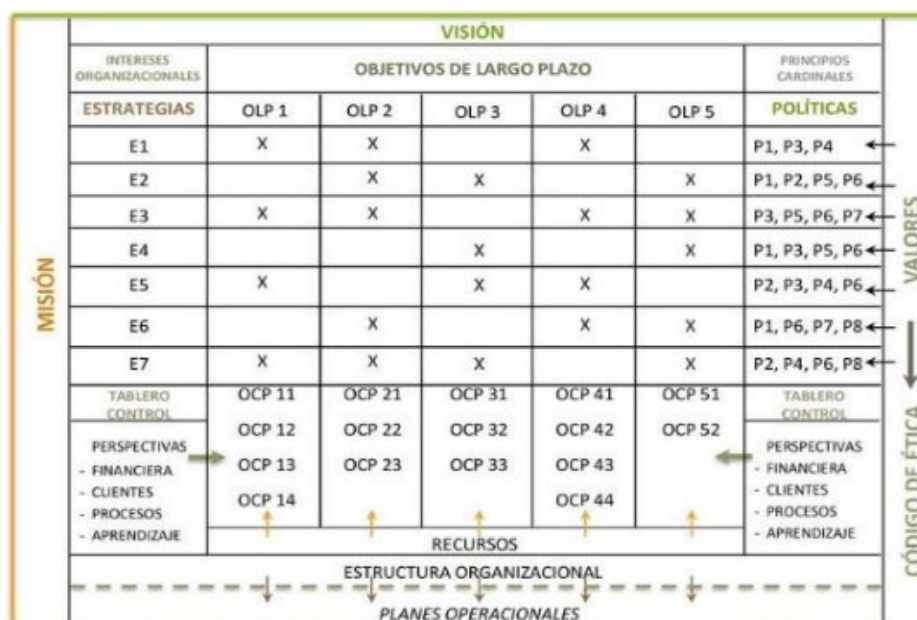 VISIÓN
INTERESES ORGANIZACIONALES OBJETIVOS DE LARGO PLAZO PRINCIPIOS CARDINALES
ESTRATEGIAS OLP 1 OLP 2 OLP 3 OLP 4 OLP 5 POLÍTICAS
E1 X X X P1, P3, P4
E2 X X X P1, P2, P5, P6
E3 X X X X P3, P5, P6, P7
E4 X X P1, P3, P5, P6
E5 X X X P2, P3, P4, P6
E6 X X X P1, P6, P7, P8
E7 X X X X P2, P4, P6, P8
TABLERO CONTROL OCP 11 OCP 21 OCP 31 OCP 41 OCP 51 TABLERO CONTROL
PERSPECTIVAS OCP 12 OCP 22 OCP 32 OCP 42 OCP 52 PERSPECTIVAS
- FINANCIERA OCP 13 OCP 23 OCP 33 OCP 43 - FINANCIERA
- CLIENTES - CLIENTES
- PROCESOS OCP 14 OCP 44 - PROCESOS
- APRENDIZAJE - APRENDIZAJE
RECURSOS
ESTRUCTURA ORGANIZACIONAL
PLANES OPERACIONALES
MISIÓN
VALORES
CÓDIGO DE ÉTICA